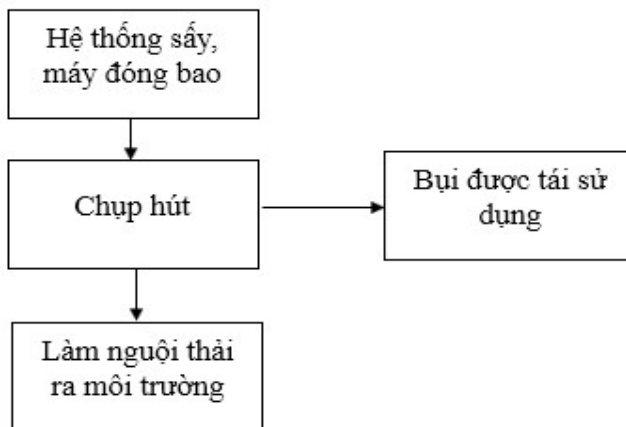 Hệ thống sấy,
máy đóng bao
Chụp hút
Bụi được tái sử
dụng
Làm nguội thải
ra môi trường